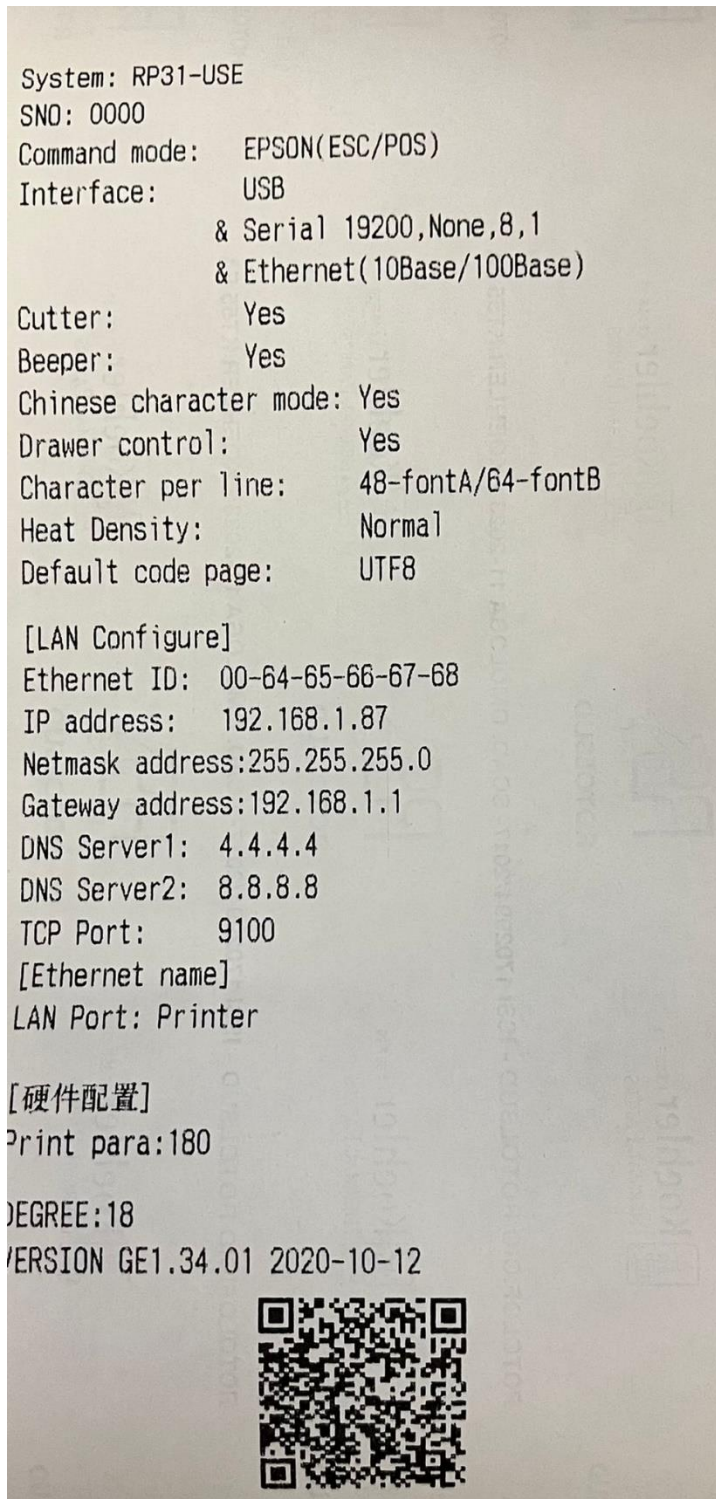 System: RP31-USE
SNO: 0000
Command mode: EPSON(ESC/POS)
Interface: USB
& Serial 19200,None,8,1
& Ethernet(10Base/100Base)
Cutter: Yes
Beeper: Yes
Chinese character mode: Yes
Drawer control: Yes
Character per line: 48-fontA/64-fontB
Heat Density: Normal
Default code page: UTF8
[LAN Configure]
Ethernet ID: 00-64-65-66-67-68
IP address: 192.168.1.87
Netmask address:255.255.255.0
Gateway address:192.168.1.1
DNS Server1: 4.4.4.4
DNS Server2: 8.8.8.8
TCP Port: 9100
[Ethernet name]
LAN Port: Printer
[硬件配置]
Print para:180
DEGREE:18
VERSION GE1.34.01 2020-10-12